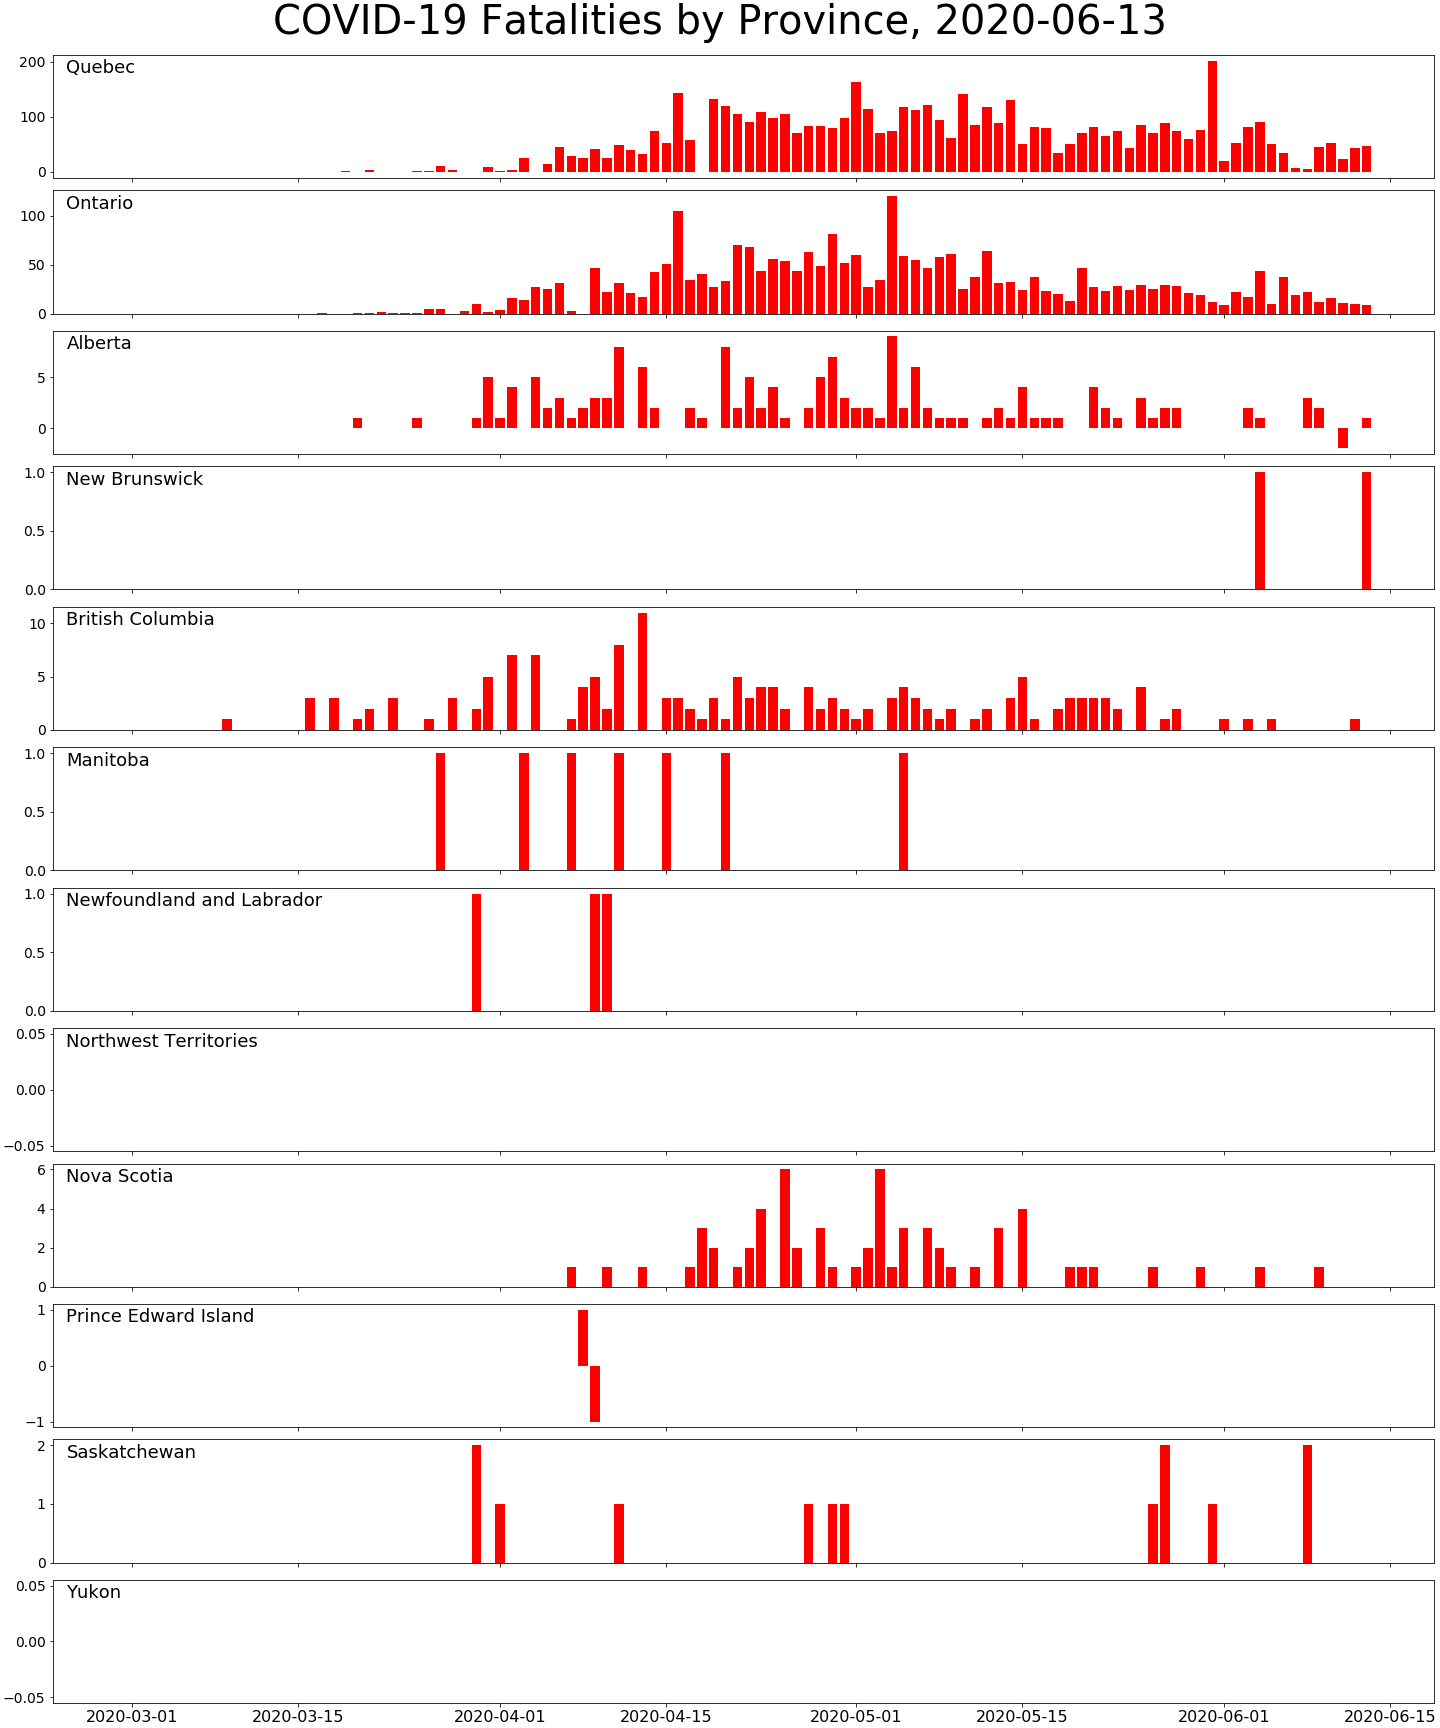 COVID-19 Fatalities by Province, 2020-06-13
Quebec
200
100
0
Ontario
100
50
0
Alberta
5
0
New Brunswick
1.0
0.5
0.0
British Columbia
10
5
0
Manitoba
1.0
0.5
0.0
Newfoundland and Labrador
1.0
0.5
0.0
Northwest Territories
0.05
0.00
−0.05
Nova Scotia
6
4
2
0
Prince Edward Island
1
0
−1
Saskatchewan
2
1
0
Yukon
0.05
0.00
−0.05
2020-03-01 2020-03-15 2020-04-01 2020-04-15 2020-05-01 2020-05-15 2020-06-01 2020-06-15